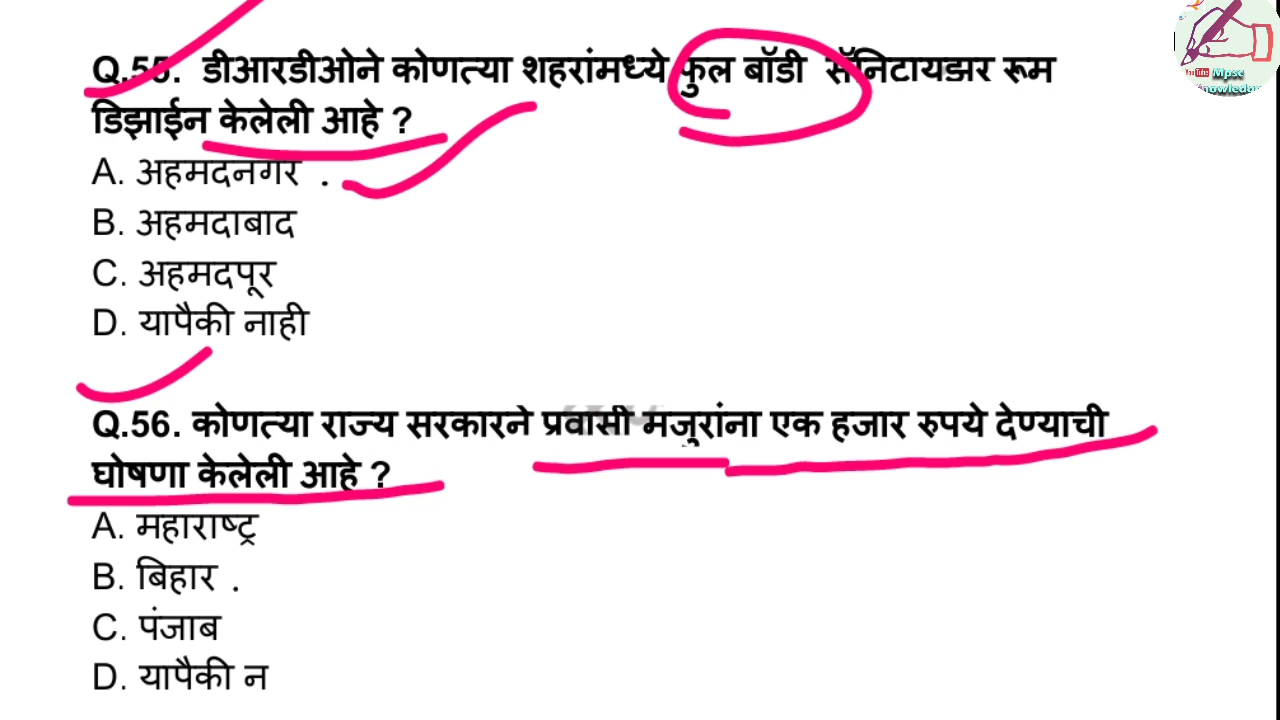 Q.55. डीआरडीओने कोणत्या शहरांमध्ये फुल बॉडी सॅनिटायझर रूम
डिझाईन केलेली आहे ?
A. अहमदनगर .
B. अहमदाबाद
C. अहमदपूर
D. यापैकी नाही
Q.56. कोणत्या राज्य सरकारने प्रवासी मजुरांना एक हजार रुपये देण्याची
घोषणा केलेली आहे ?
A. महाराष्ट्र
B. बिहार .
C. पंजाब
D. यापैकी न
Mpsc